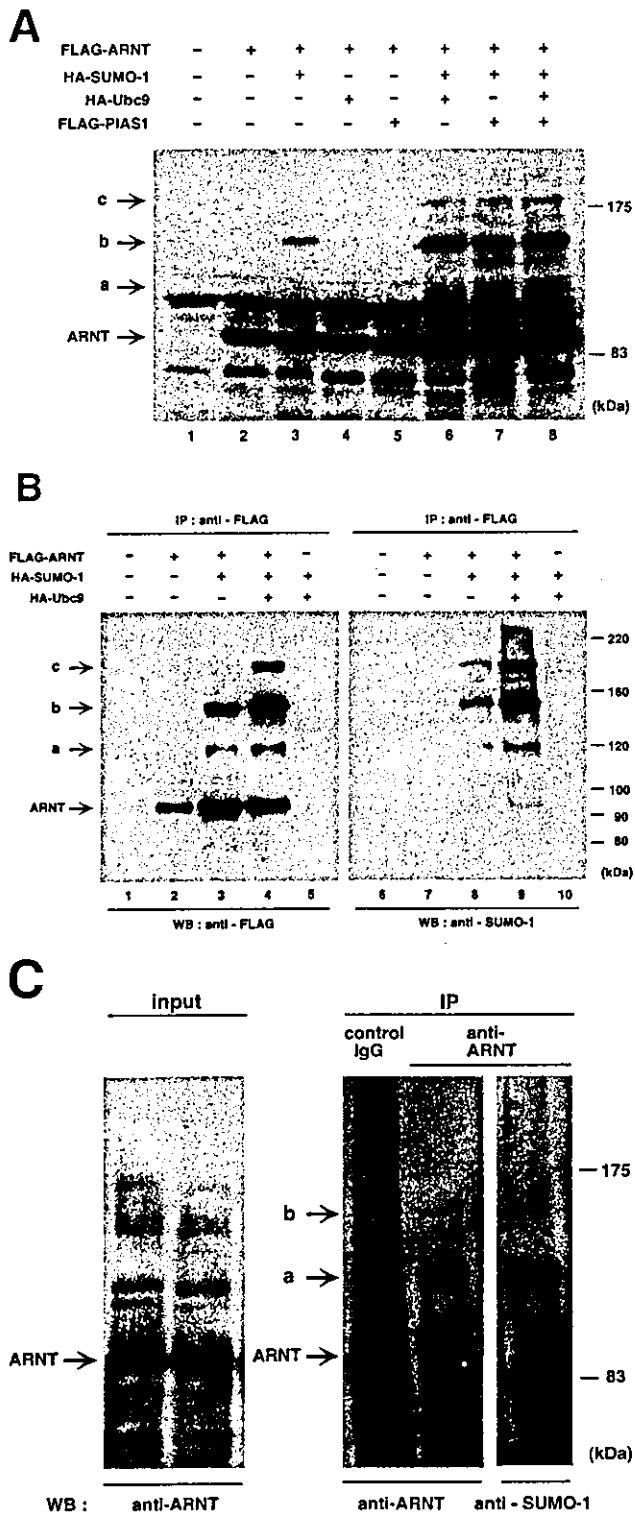 A
FLAG-ARNT - + + + + + + +
HA-SUMO-1 - - + - - + + +
HA-Ubc9 - - - + - + - +
FLAG-PIAS1 - - - - + - + +
c
b
a
ARNT
175
83
(kDa)
1 2 3 4 5 6 7 8
B
IP : anti - FLAG IP : anti - FLAG
FLAG-ARNT - + + + - - + + + -
HA-SUMO-1 - - + + + - - + + +
HA-Ubc9 - - - + - - - - + -
c
b
a
ARNT
220
160
120
100
90
80
(kDa)
1 2 3 4 5 6 7 8 9 10
WB : anti - FLAG WB : anti - SUMO-1
C
input IP
control IgG anti-ARNT
175
b
a
ARNT ARNT
83
(kDa)
WB : anti-ARNT anti-ARNT anti - SUMO-1